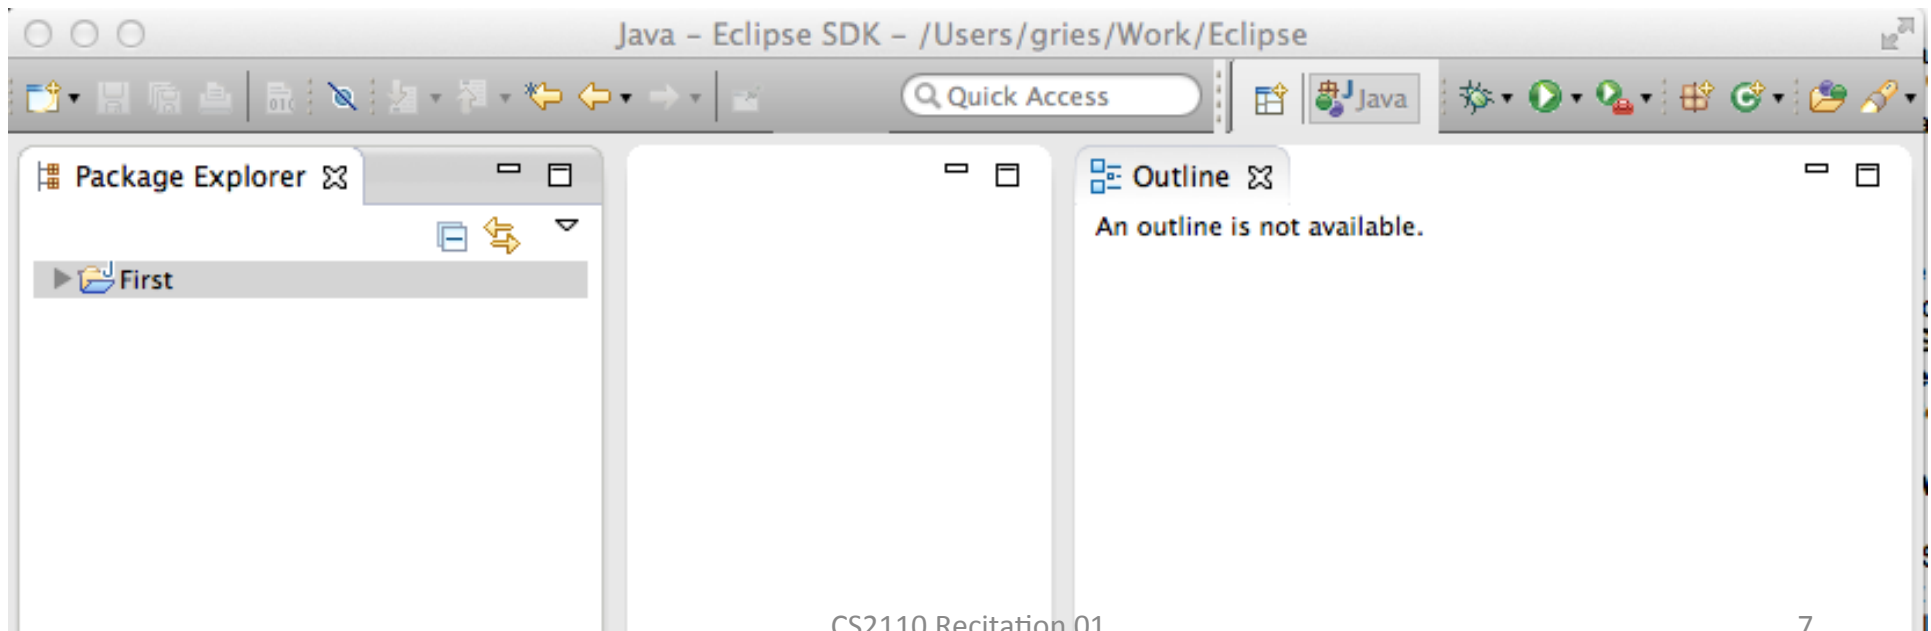 Java – Eclipse SDK – /Users/gries/Work/Eclipse
Quick Access
Java
Package Explorer
Outline
An outline is not available.
First
CS2110 Recitation 01
7